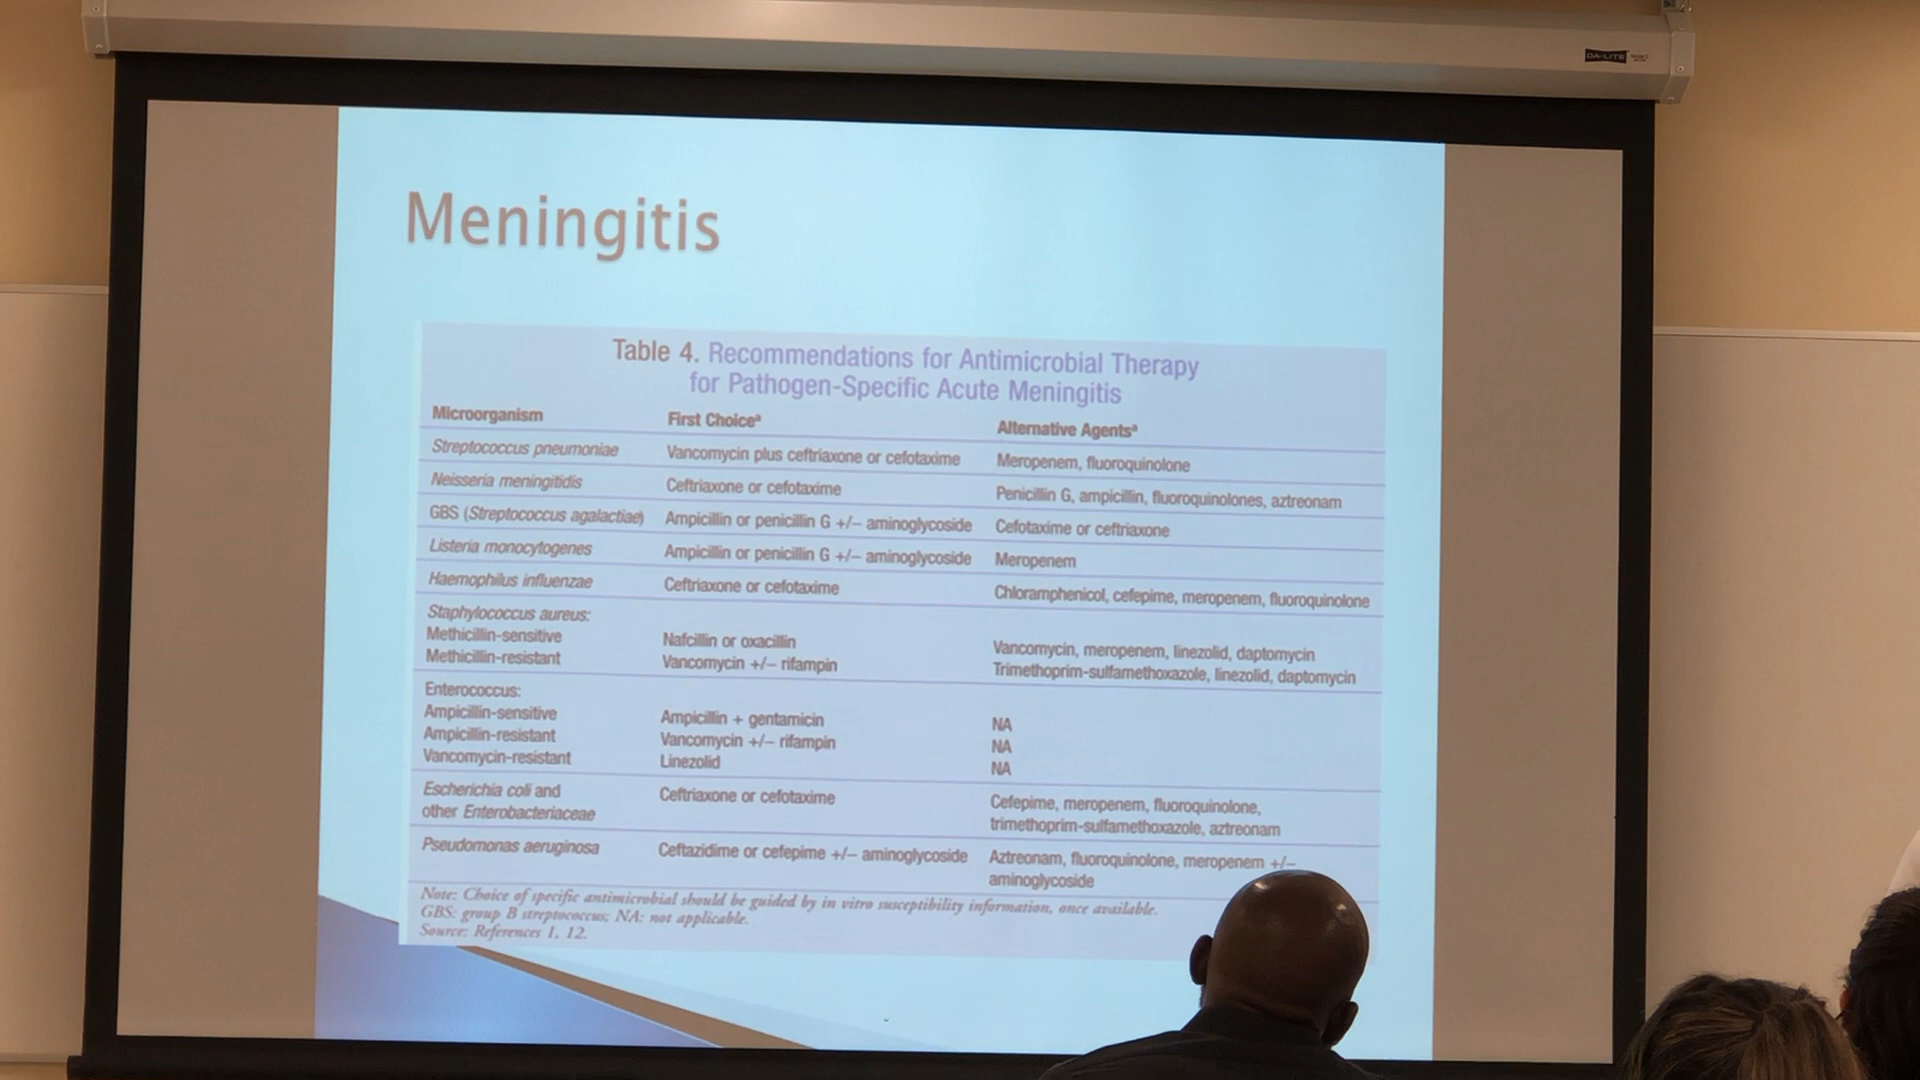 DA-LITE
Meningitis
Table 4. Recommendations for Antimicrobial Therapy
for Pathogen-Specific Acute Meningitis
Microorganism First Choiceª Alternative Agentsª
Streptococcus pneumoniae Vancomycin plus ceftriaxone or cefotaxime Meropenem, fluoroquinolone
Neisseria meningitidis Ceftriaxone or cefotaxime Penicillin G, ampicillin, fluoroquinolones, aztreonam
GBS (Streptococcus agalactiae) Ampicillin or penicillin G +/– aminoglycoside Cefotaxime or ceftriaxone
Listeria monocytogenes Ampicillin or penicillin G +/– aminoglycoside Meropenem
Haemophilus influenzae Ceftriaxone or cefotaxime Chloramphenicol, cefepime, meropenem, fluoroquinolone
Staphylococcus aureus:
Methicillin-sensitive Nafcillin or oxacillin Vancomycin, meropenem, linezolid, daptomycin
Methicillin-resistant Vancomycin +/– rifampin Trimethoprim-sulfamethoxazole, linezolid, daptomycin
Enterococcus:
Ampicillin-sensitive Ampicillin + gentamicin NA
Ampicillin-resistant Vancomycin +/– rifampin NA
Vancomycin-resistant Linezolid NA
Escherichia coli and Ceftriaxone or cefotaxime Cefepime, meropenem, fluoroquinolone,
other Enterobacteriaceae trimethoprim-sulfamethoxazole, aztreonam
Pseudomonas aeruginosa Ceftazidime or cefepime +/– aminoglycoside Aztreonam, fluoroquinolone, meropenem +/–
aminoglycoside
Note: Choice of specific antimicrobial should be guided by in vitro susceptibility information, once available.
GBS: group B streptococcus; NA: not applicable.
Source: References 1, 12.